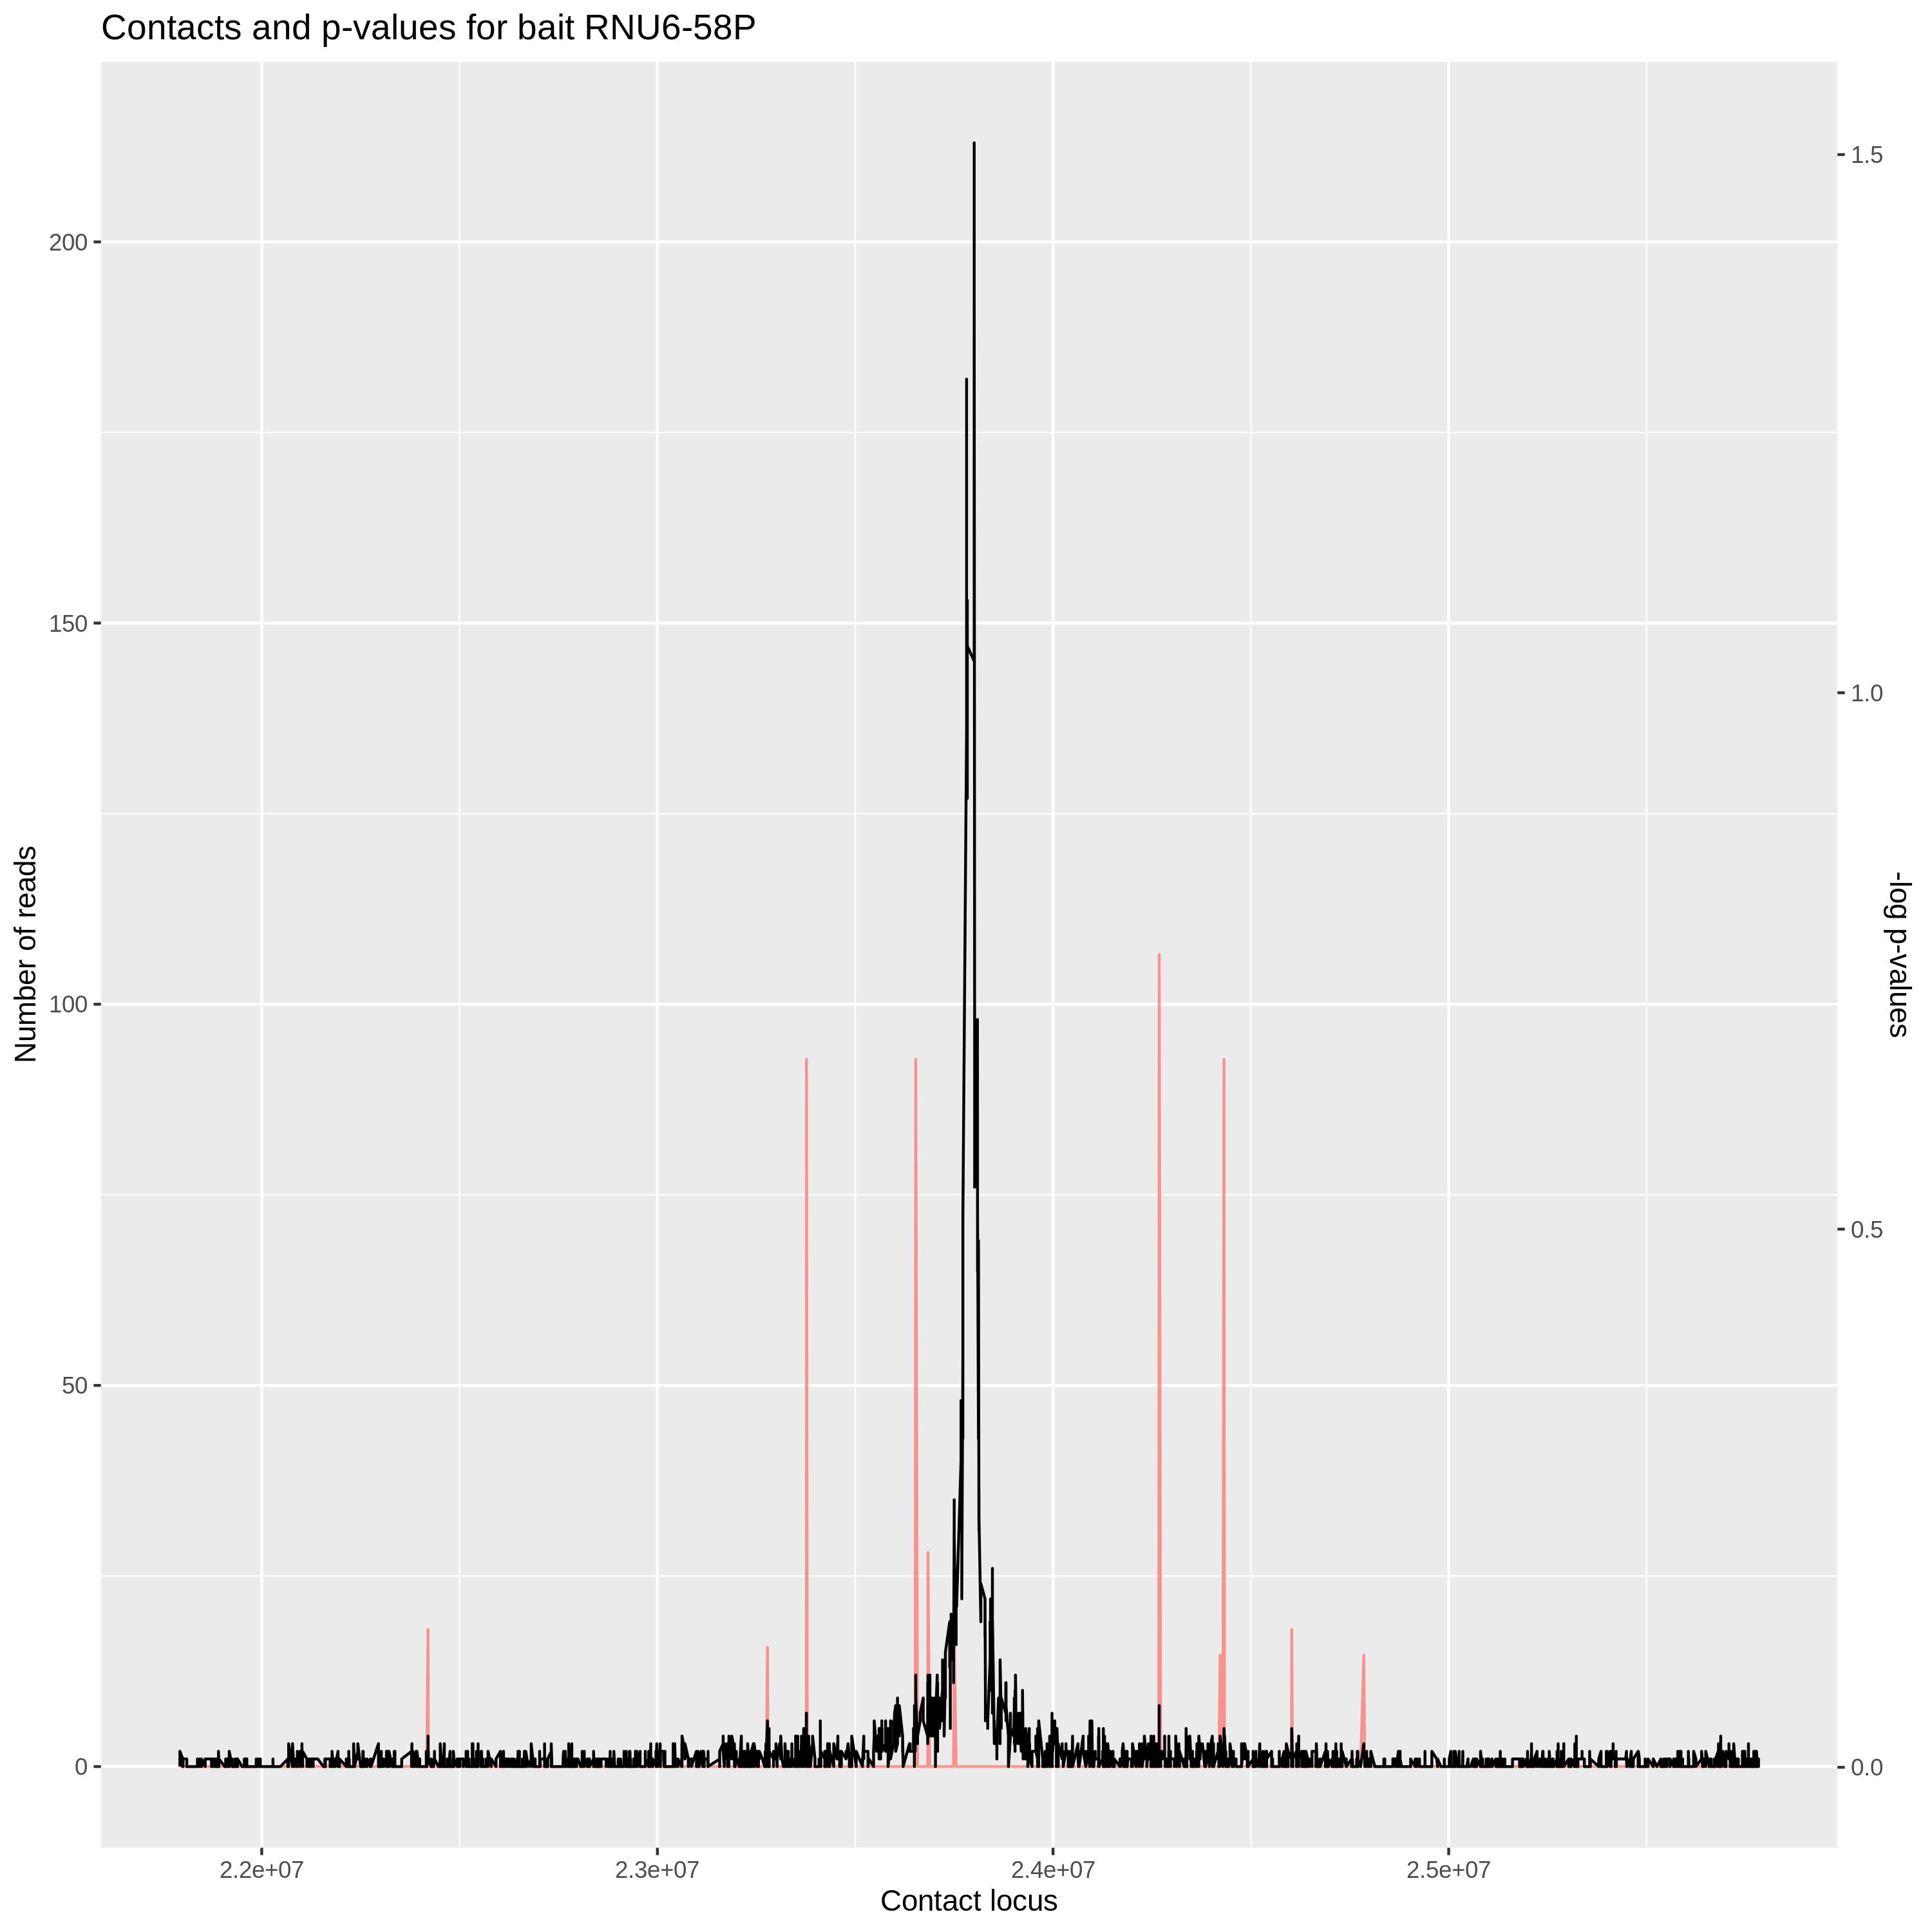 Contacts and p-values for bait RNU6-58P
200
150
100
50
0
Number of reads
1.5
1.0
0.5
0.0
-log p-values
2.2e+07
2.3e+07
2.4e+07
2.5e+07
Contact locus